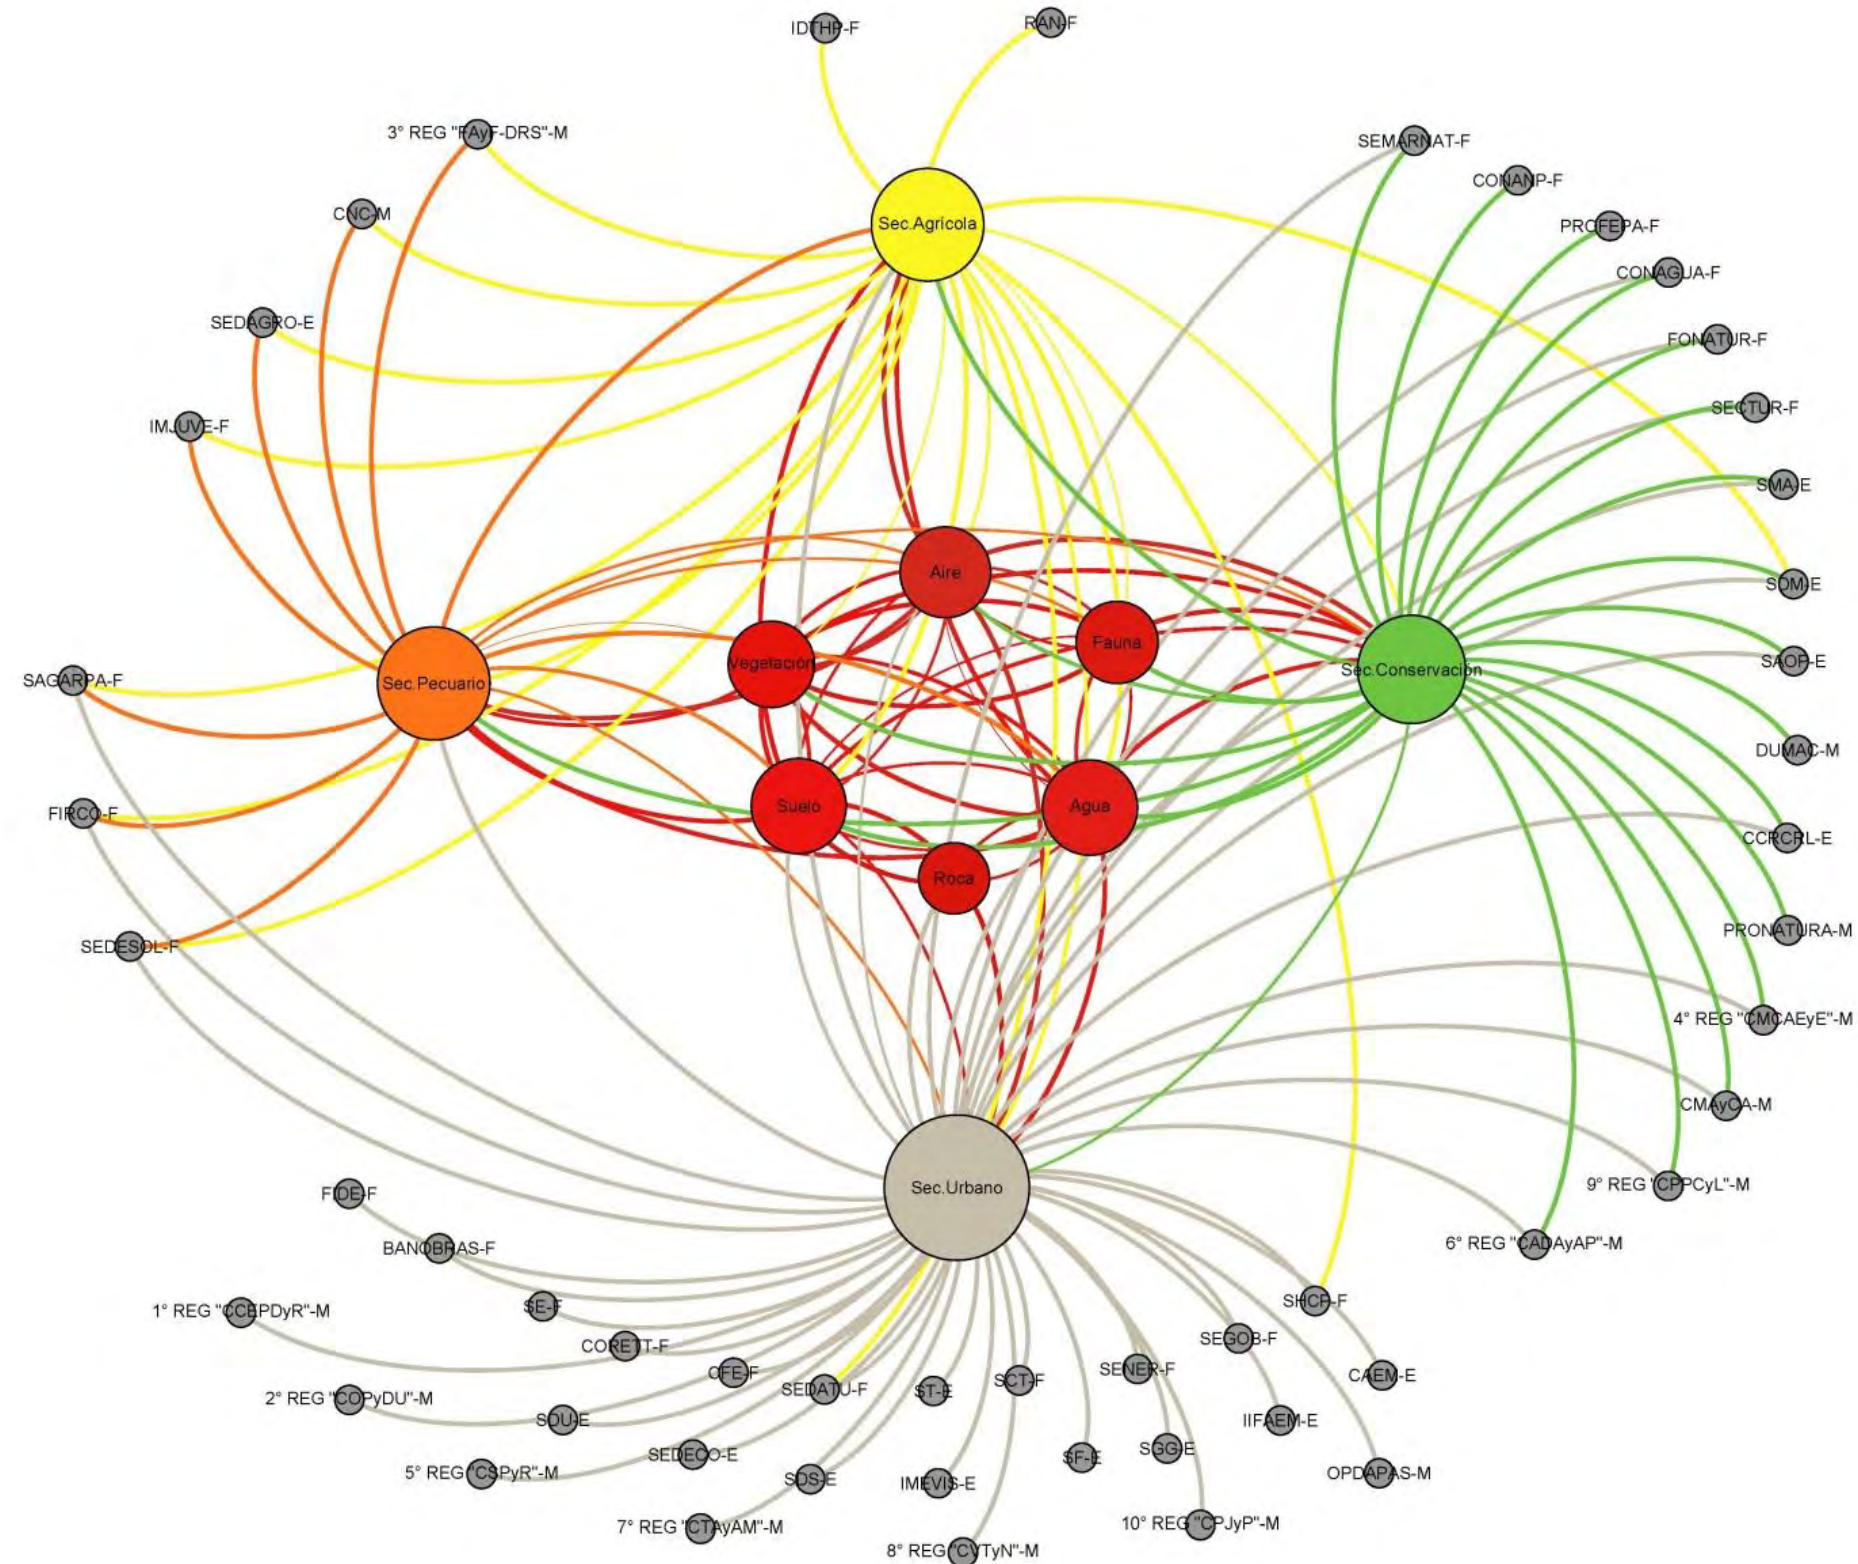 IDTHP-F
RAN-F
3° REG "FAyF-DRS"-M
SEMARNAT-F
CONANP-F
CNC-M
PROFEPA-F
Sec.Agrícola
CONAGUA-F
SEDAGRO-E
FONATUR-F
SECTUR-F
IMJUVE-F
SMA-E
Aire
SDM-E
Fauna
Vegetación
SAOP-E
Sec.Conservación
SAGARPA-F
Sec.Pecuario
DUMAC-M
Suelo
Agua
FIRCO-F
CCRCRL-E
Roca
PRONATURA-M
SEDESOL-F
4° REG "CMCAEyE"-M
CMAyCA-M
9° REG "CPPCyL"-M
Sec.Urbano
FIDE-F
6° REG "CADAyAP"-M
BANOBRAS-F
SHCP-F
SE-F
1° REG "CCEPDyR"-M
SEGOB-F
CORETT-F
SENER-F
CFE-F
CAEM-E
SCT-F
SEDATU-F
ST-E
2° REG "COPyDU"-M
SDU-E
IIFAEM-E
SGG-E
SEDECO-E
SF-E
5° REG "CSPyR"-M
OPDAPAS-M
SDS-E
IMEVIS-E
10° REG "CPJyP"-M
7° REG "CTAyAM"-M
8° REG "CVTyN"-M